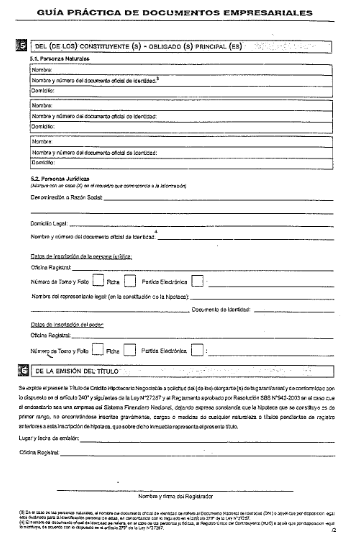 GUÍA PRÁCTICA DE DOCUMENTOS EMPRESARIALES
5 DEL (DE LOS) CONSTITUYENTE (S) - OBLIGADO (S) PRINCIPAL (ES)
5.1. Personas Naturales
Nombre:
Nombre y número del documento oficial de identidad:
Domicilio:
Nombre:
Nombre y número del documento oficial de identidad:
Domicilio:
Nombre:
Nombre y número del documento oficial de identidad:
Domicilio:
5.2. Personas Jurídicas
(Marcar con un aspa (X) en el recuadro que corresponda a la información)
Denominación o Razón Social:
Domicilio Legal:
Nombre y número del documento oficial de identidad:
Datos de inscripción de la persona jurídica:
Oficina Registral:
Número de Tomo y Folio Ficha Partida Electrónica :
Nombre del representante legal (en la constitución de la hipoteca):
Documento de Identidad:
Datos de inscripción del poder:
Oficina Registral:
Número de Tomo y Folio Ficha Partida Electrónica :
6 DE LA EMISIÓN DEL TÍTULO
Se expide el presente Título de Crédito Hipotecario Negociable a solicitud del (de los) otorgante (s) de la garantía real y de conformidad con
lo dispuesto en el artículo 240° y siguientes de la Ley N°27287 y el Reglamento aprobado por Resolución SBS N°642-2003 en el caso que
el endosatario sea una empresa del Sistema Financiero Nacional, dejando expresa constancia que la hipoteca que se constituye es de
primer rango, no encontrándose inscritos gravámenes, cargas o medidas de cualquier naturaleza o títulos pendientes de registro
anteriores a esta inscripción de hipoteca, que sobre dicho inmueble representa el presente título.
Lugar y fecha de emisión:
Oficina Registral:
Nombre y firma del Registrador